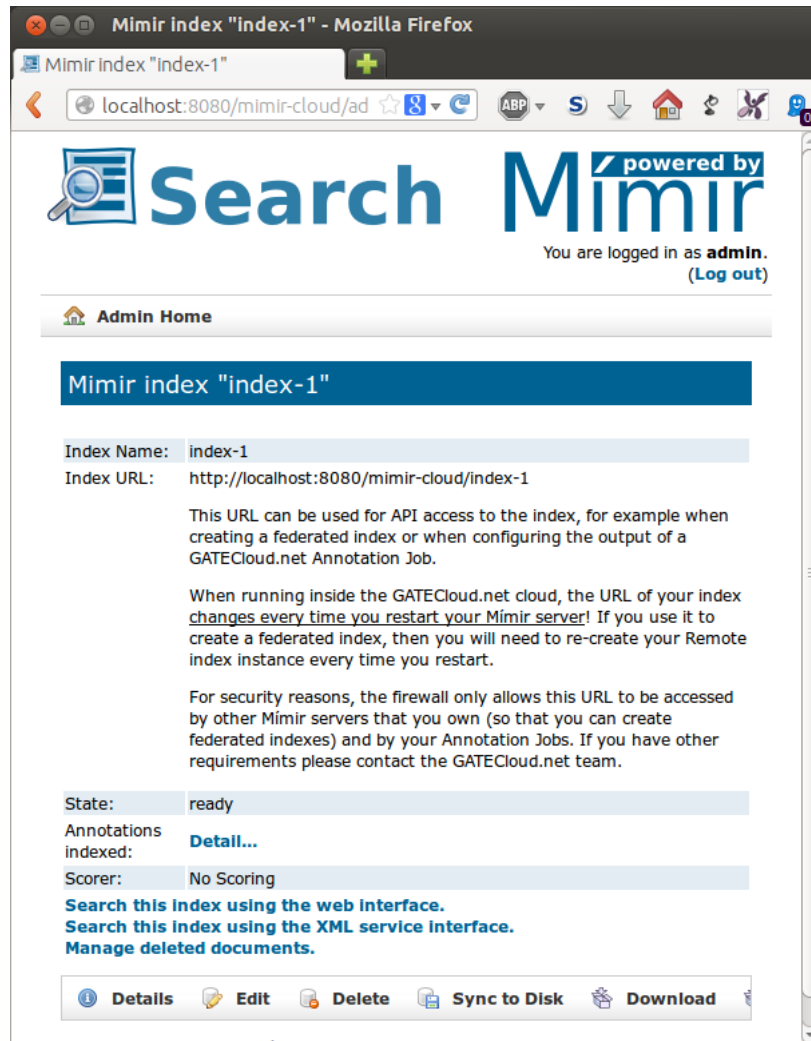 Mimir index "index-1" - Mozilla Firefox
Mimir index "index-1"
localhost:8080/mimir-cloud/ad
8
ABP
S
0
Search
powered by
Mímir
You are logged in as admin.
(Log out)
Admin Home
Mimir index "index-1"
Index Name: index-1
Index URL: http://localhost:8080/mimir-cloud/index-1
This URL can be used for API access to the index, for example when
creating a federated index or when configuring the output of a
GATECloud.net Annotation Job.
When running inside the GATECloud.net cloud, the URL of your index
changes every time you restart your Mímir server! If you use it to
create a federated index, then you will need to re-create your Remote
index instance every time you restart.
For security reasons, the firewall only allows this URL to be accessed
by other Mímir servers that you own (so that you can create
federated indexes) and by your Annotation Jobs. If you have other
requirements please contact the GATECloud.net team.
State: ready
Annotations
indexed: Detail...
Scorer: No Scoring
Search this index using the web interface.
Search this index using the XML service interface.
Manage deleted documents.
Details Edit Delete Sync to Disk Download